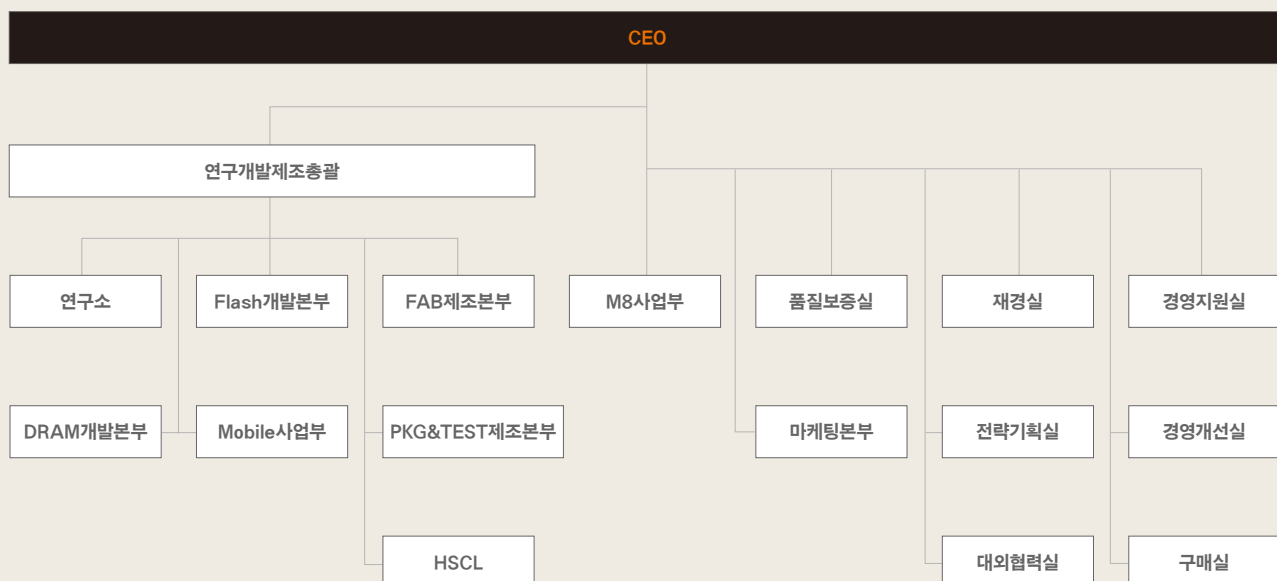 CEO
연구개발제조총괄
연구소
Flash개발본부
FAB제조본부
M8사업부
품질보증실
재경실
경영지원실
DRAM개발본부
Mobile사업부
PKG&TEST제조본부
마케팅본부
전략기획실
경영개선실
HSCL
대외협력실
구매실